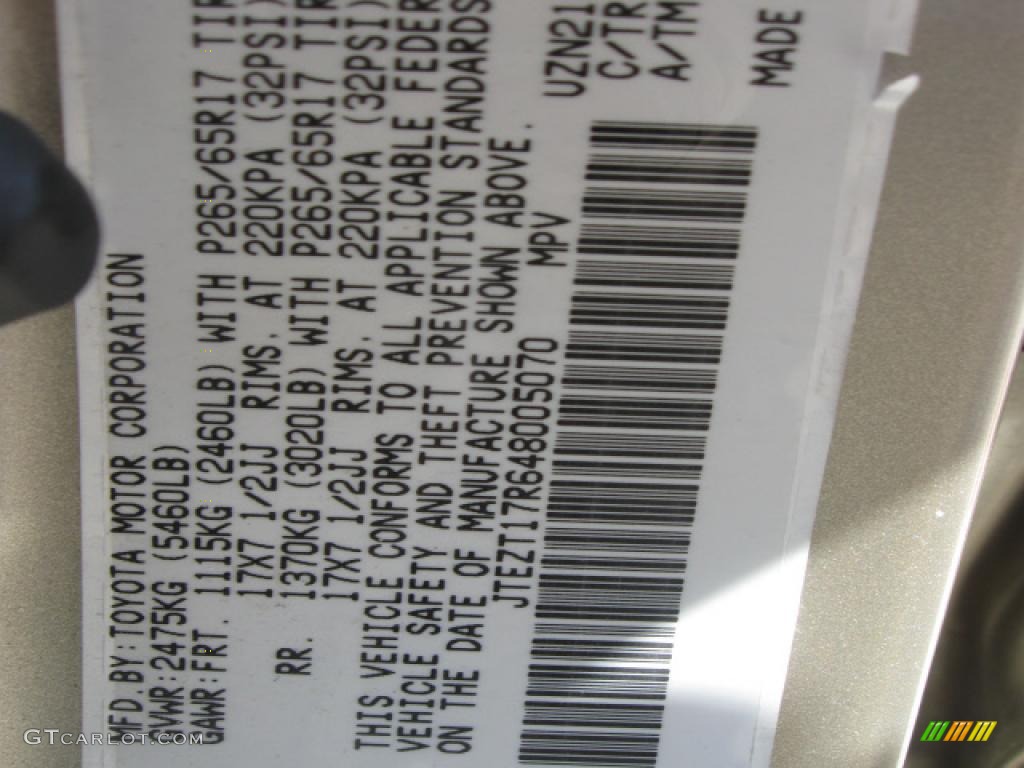 MFD.BY:TOYOTA MOTOR CORPORATION
GVWR:2475KG (5460LB)
GAWR:FRT. 1115KG (2460LB) WITH P265/65R17 TIR
17X7 1/2JJ RIMS, AT 220KPA (32PSI)
RR. 1370KG (3020LB) WITH P265/65R17 TIR
17X7 1/2JJ RIMS, AT 220KPA (32PSI)
THIS VEHICLE CONFORMS TO ALL APPLICABLE FEDER
VEHICLE SAFETY AND THEFT PREVENTION STANDARDS
ON THE DATE OF MANUFACTURE SHOWN ABOVE.
JTEZT17R648005070 MPV
UZN21
C/TR
A/TM
MADE
GTCARLOT.COM